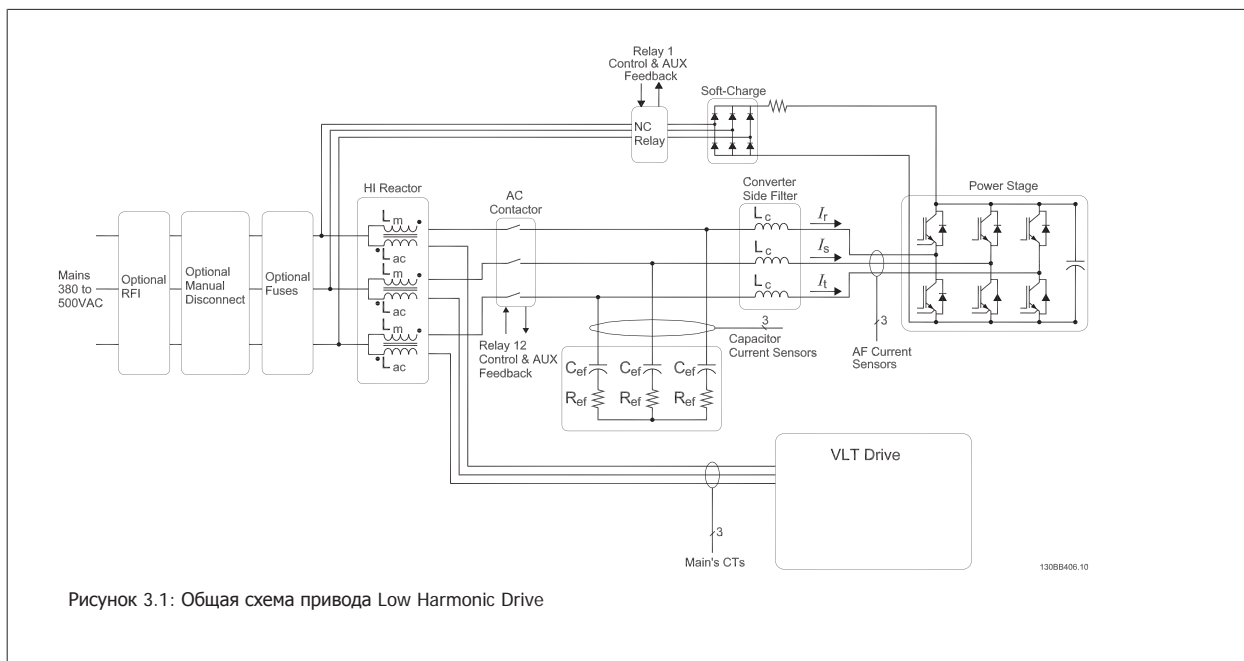 Relay 1
Control & AUX
Feedback
Soft-Charge
NC
Relay
HI Reactor
AC
Contactor
Converter
Side Filter
Power Stage
Mains
380 to
500VAC
Optional
RFI
Optional
Manual
Disconnect
Optional
Fuses
Lm
Lac
Lm
Lac
Lm
Lac
Lc
Ir
Lc
Is
Lc
It
Relay 12
Control & AUX
Feedback
3
Capacitor
Current Sensors
3
AF Current
Sensors
Cef
Cef
Cef
Ref
Ref
Ref
VLT Drive
3
Main's CTs
130BB406.10
Рисунок 3.1: Общая схема привода Low Harmonic Drive